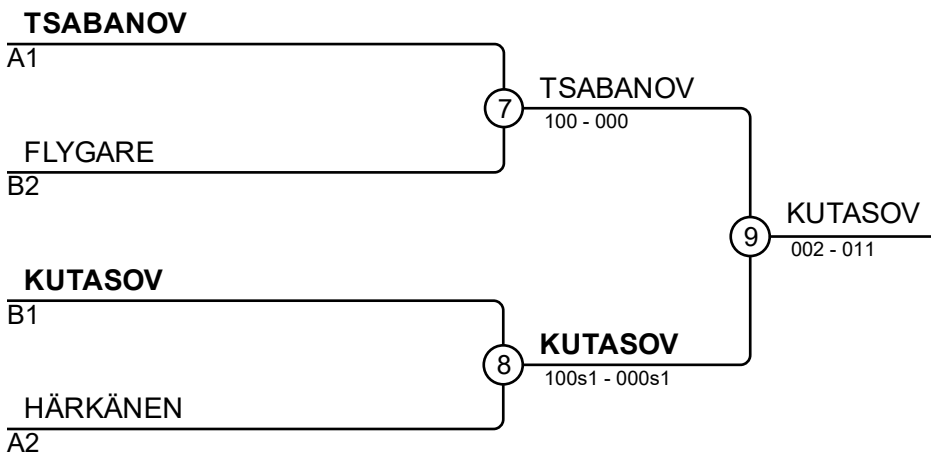 TSABANOV
A1
7
TSABANOV
100 - 000
FLYGARE
B2
9
KUTASOV
002 - 011
KUTASOV
B1
8
KUTASOV
100s1 - 000s1
HÄRKÄNEN
A2